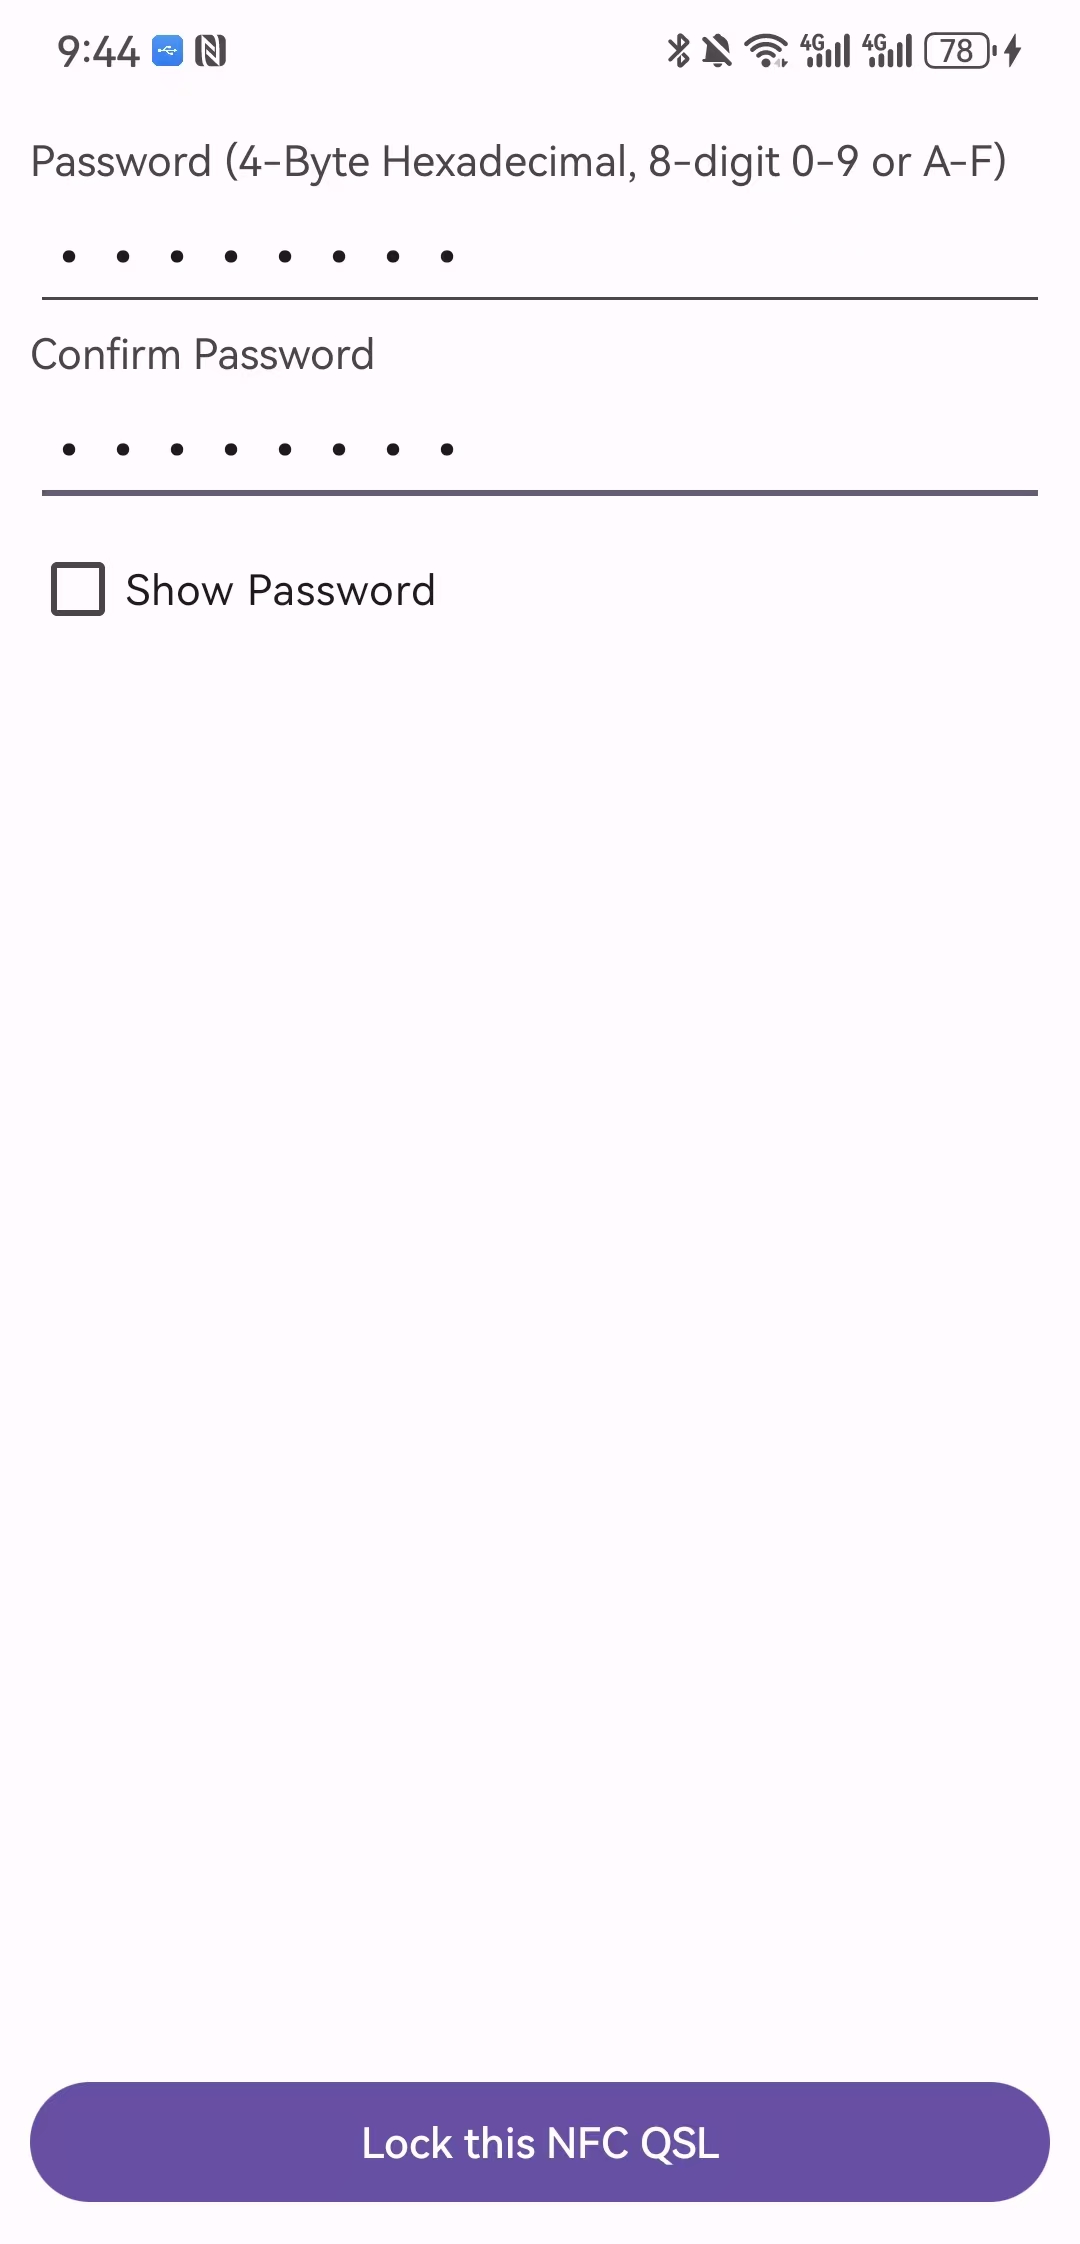 9:44
4G 4G 78
Password (4-Byte Hexadecimal, 8-digit 0-9 or A-F)
••••••••
Confirm Password
••••••••
Show Password
Lock this NFC QSL